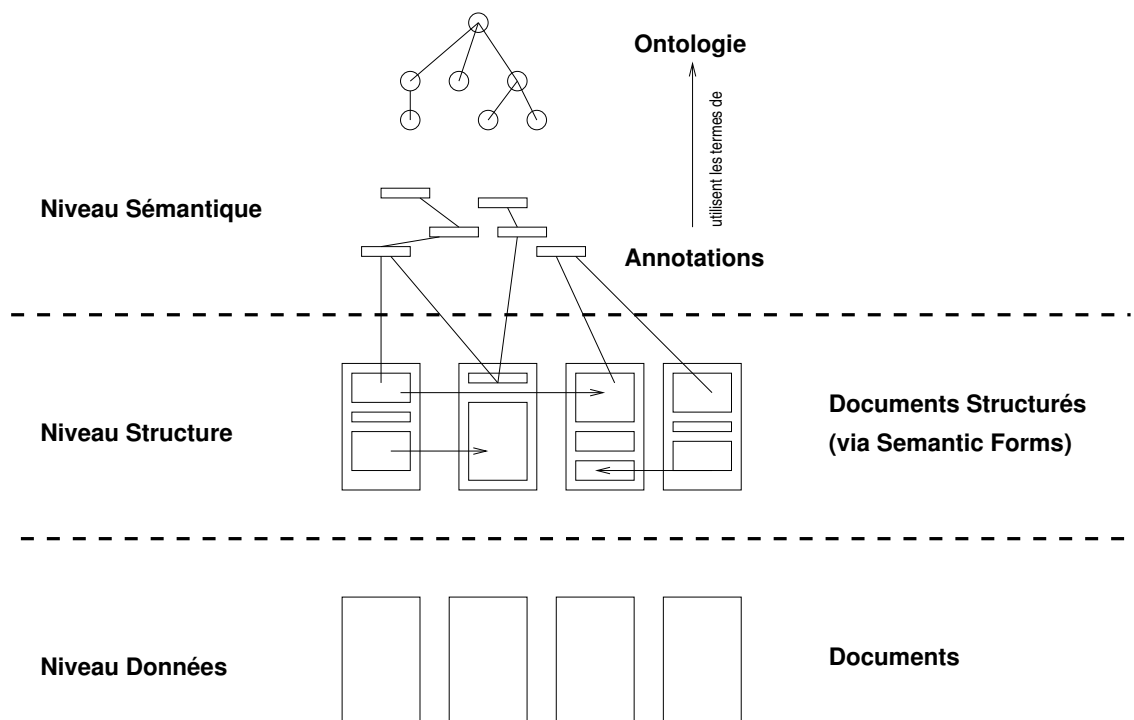 Ontologie
utilisent les termes de
Niveau Sémantique
Annotations
Niveau Structure
Documents Structurés
(via Semantic Forms)
Niveau Données
Documents